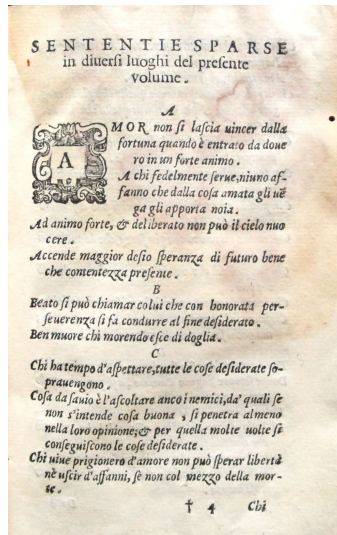 SENTENTIE SPARSE
in diuersi luoghi del presente
volume.
A
AMOR non si lascia uincer dalla
fortuna quando è entrato da doue
ro in un forte animo.
A chi fedelmente serue, niuno af-
fanno che dalla cosa amata gli uẽ
ga gli apporta noia.
Ad animo forte, & deliberato non può il cielo nuo
cere.
Accende maggior desio speranza di futuro bene
che contentezza presente.
B
Beato si può chiamar colui che con honorata per-
seuerenza si fa condurre al fine desiderato.
Ben muore chi morendo esce di doglia.
C
Chi ha tempo d'aspettare, tutte le cose desiderate so-
prauengono.
Cosa da sauio è l'ascoltare anco i nemici, da' quali se
non s'intende cosa buona, si penetra almeno
nella loro opinione; & per quella molte uolte si
conseguiscono le cose desiderate.
Chi uiue prigionero d'amore non può sperar libertà
nè uscir d'affanni, se non col mezzo della mor-
te.
† 4 Chi